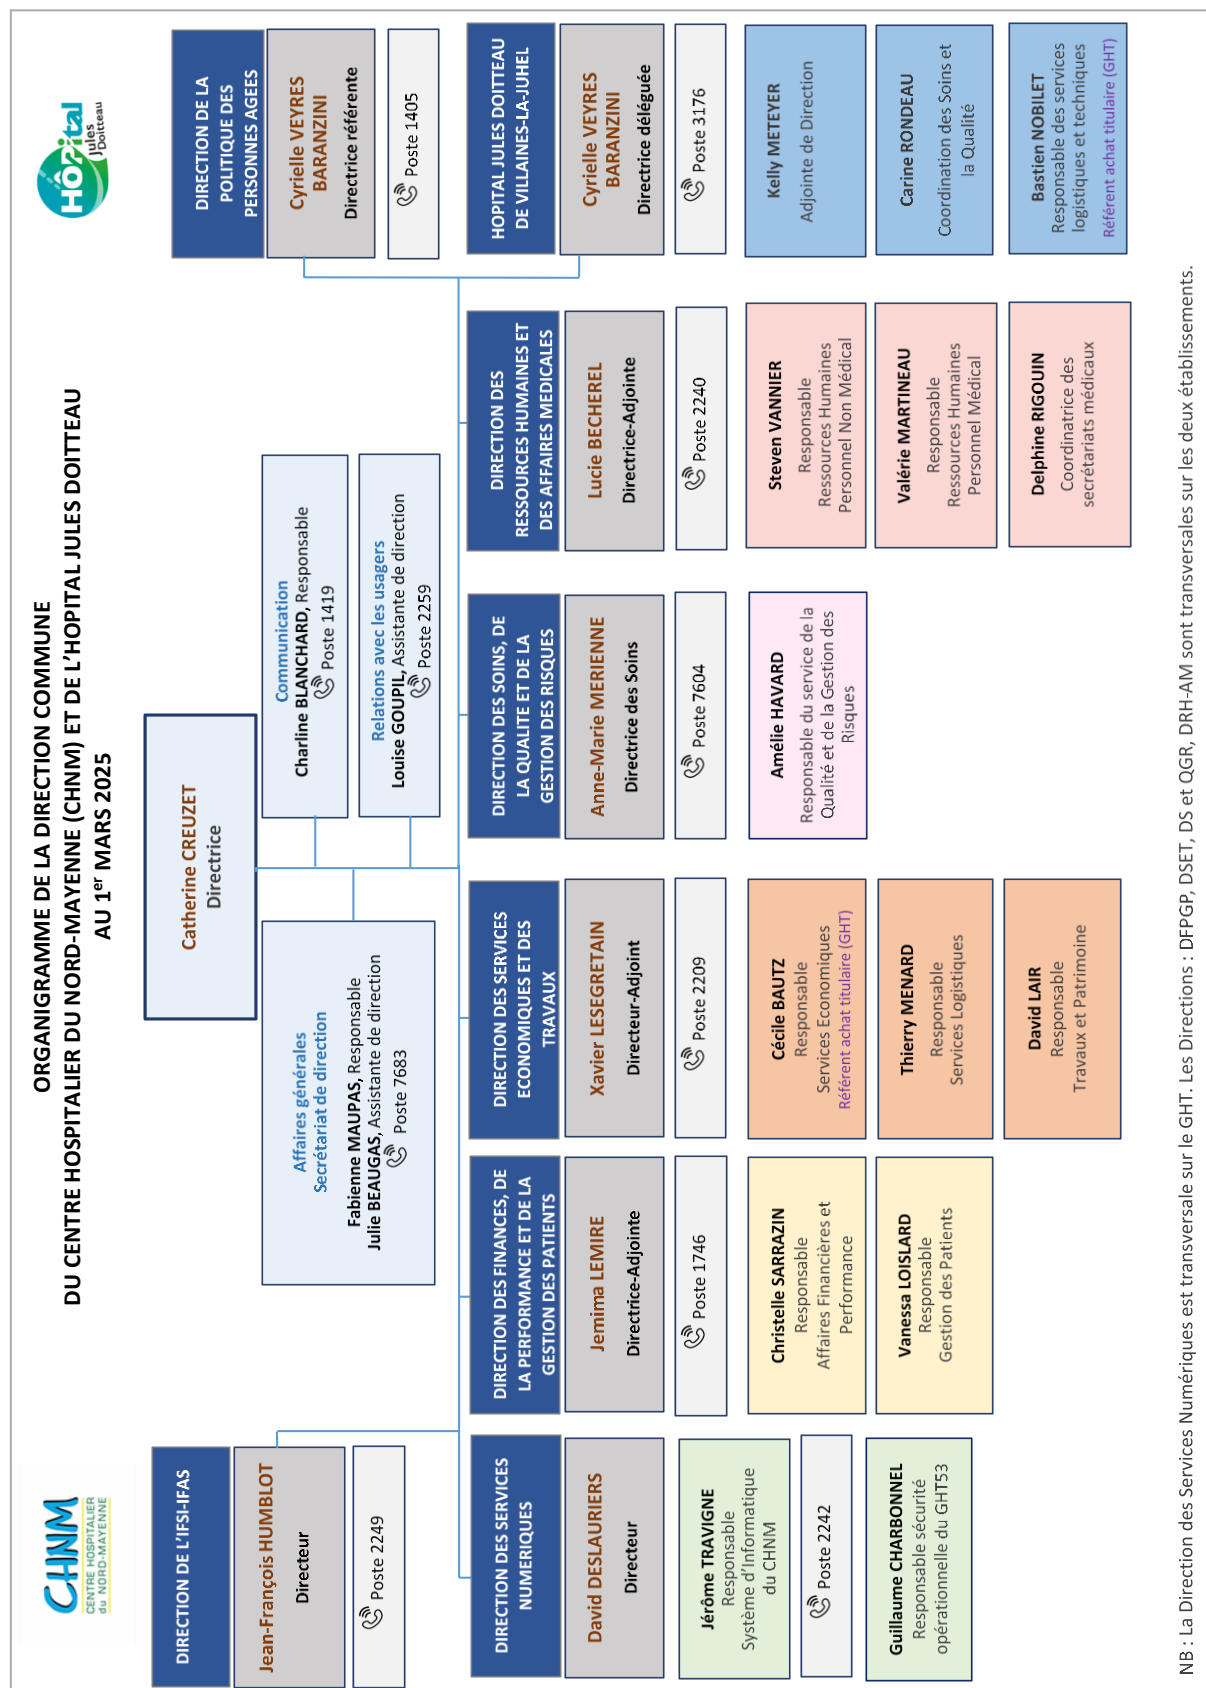 ORGANIGRAMME DE LA DIRECTION COMMUNE
DU CENTRE HOSPITALIER DU NORD-MAYENNE (CHNM) ET DE L'HOPITAL JULES DOITTEAU
AU 1er MARS 2025
CHNM
CENTRE HOSPITALIER
du NORD-MAYENNE
HÔPital
Jules
Doitteau
Catherine CREUZET
Directrice
Affaires générales
Secrétariat de direction
Fabienne MAUPAS, Responsable
Julie BEAUGAS, Assistante de direction
Poste 7683
Communication
Charline BLANCHARD, Responsable
Poste 1419
Relations avec les usagers
Louise GOUPIL, Assistante de direction
Poste 2259
DIRECTION DE L'IFSI-IFAS
Jean-François HUMBLOT
Directeur
Poste 2249
DIRECTION DE LA
POLITIQUE DES
PERSONNES AGEES
Cyrielle VEYRES
BARANZINI
Directrice référente
Poste 1405
DIRECTION DES SERVICES
NUMERIQUES
David DESLAURIERS
Directeur
Jérôme TRAVIGNE
Responsable
Système d'Informatique
du CHNM
Poste 2242
Guillaume CHARBONNEL
Responsable sécurité
opérationnelle du GHT53
DIRECTION DES FINANCES, DE
LA PERFORMANCE ET DE LA
GESTION DES PATIENTS
Jemima LEMIRE
Directrice-Adjointe
Poste 1746
Christelle SARRAZIN
Responsable
Affaires Financières et
Performance
Vanessa LOISLARD
Responsable
Gestion des Patients
DIRECTION DES SERVICES
ECONOMIQUES ET DES
TRAVAUX
Xavier LESEGRETAIN
Directeur-Adjoint
Poste 2209
Cécile BAUTZ
Responsable
Services Economiques
Référent achat titulaire (GHT)
Thierry MENARD
Responsable
Services Logistiques
David LAIR
Responsable
Travaux et Patrimoine
DIRECTION DES SOINS, DE
LA QUALITE ET DE LA
GESTION DES RISQUES
Anne-Marie MERIENNE
Directrice des Soins
Poste 7604
Amélie HAVARD
Responsable du service de la
Qualité et de la Gestion des
Risques
DIRECTION DES
RESSOURCES HUMAINES ET
DES AFFAIRES MEDICALES
Lucie BECHEREL
Directrice-Adjointe
Poste 2240
Steven VANNIER
Responsable
Ressources Humaines
Personnel Non Médical
Valérie MARTINEAU
Responsable
Ressources Humaines
Personnel Médical
Delphine RIGOUIN
Coordinatrice des
secrétariats médicaux
HOPITAL JULES DOITTEAU
DE VILLAINES-LA-JUHEL
Cyrielle VEYRES
BARANZINI
Directrice déléguée
Poste 3176
Kelly METEYER
Adjointe de Direction
Carine RONDEAU
Coordination des Soins et
la Qualité
Bastien NOBILET
Responsable des services
logistiques et techniques
Référent achat titulaire (GHT)
NB : La Direction des Services Numériques est transversale sur le GHT. Les Directions : DFPGP, DSET, DS et QGR, DRH-AM sont transversales sur les deux établissements.